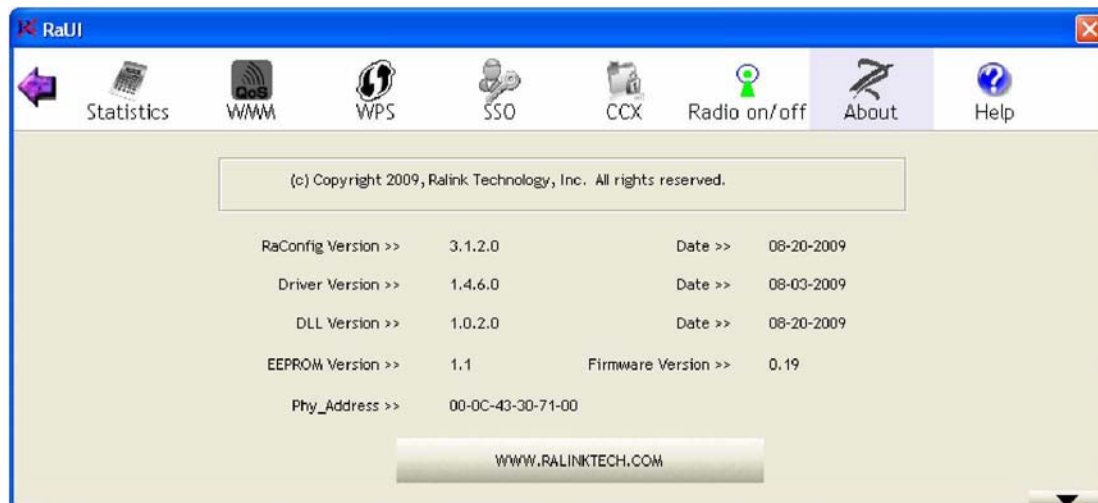 RaUI
QoS
Statistics WMM WPS SSO CCX Radio on/off About Help
(c) Copyright 2009, Ralink Technology, Inc. All rights reserved.
RaConfig Version >> 3.1.2.0 Date >> 08-20-2009
Driver Version >> 1.4.6.0 Date >> 08-03-2009
DLL Version >> 1.0.2.0 Date >> 08-20-2009
EEPROM Version >> 1.1 Firmware Version >> 0.19
Phy_Address >> 00-0C-43-30-71-00
WWW.RALINKTECH.COM